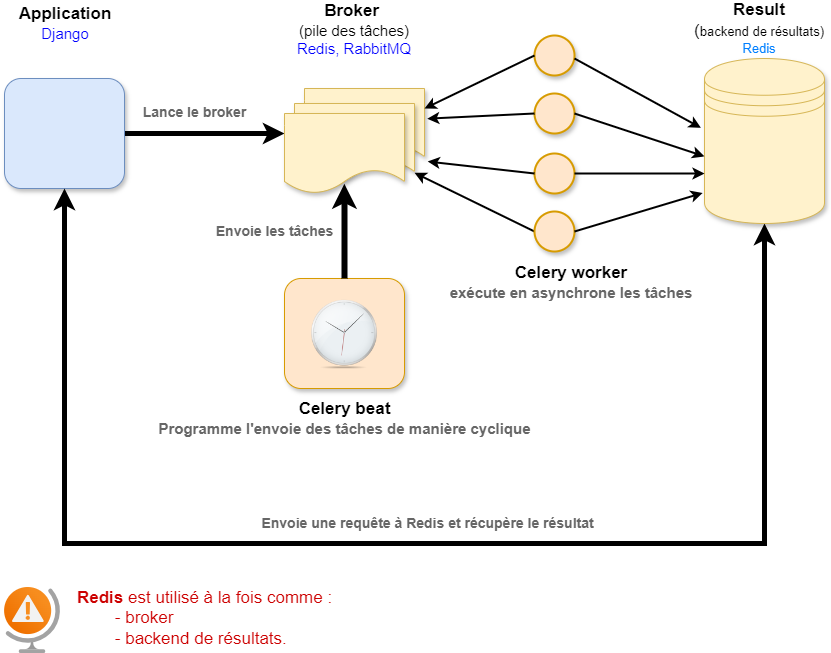 Application
Django
Broker
(pile des tâches)
Redis, RabbitMQ
Result
(backend de résultats)
Redis
Lance le broker
Envoie les tâches
Celery worker
exécute en asynchrone les tâches
Celery beat
Programme l'envoie des tâches de manière cyclique
Envoie une requête à Redis et récupère le résultat
Redis est utilisé à la fois comme :
- broker
- backend de résultats.